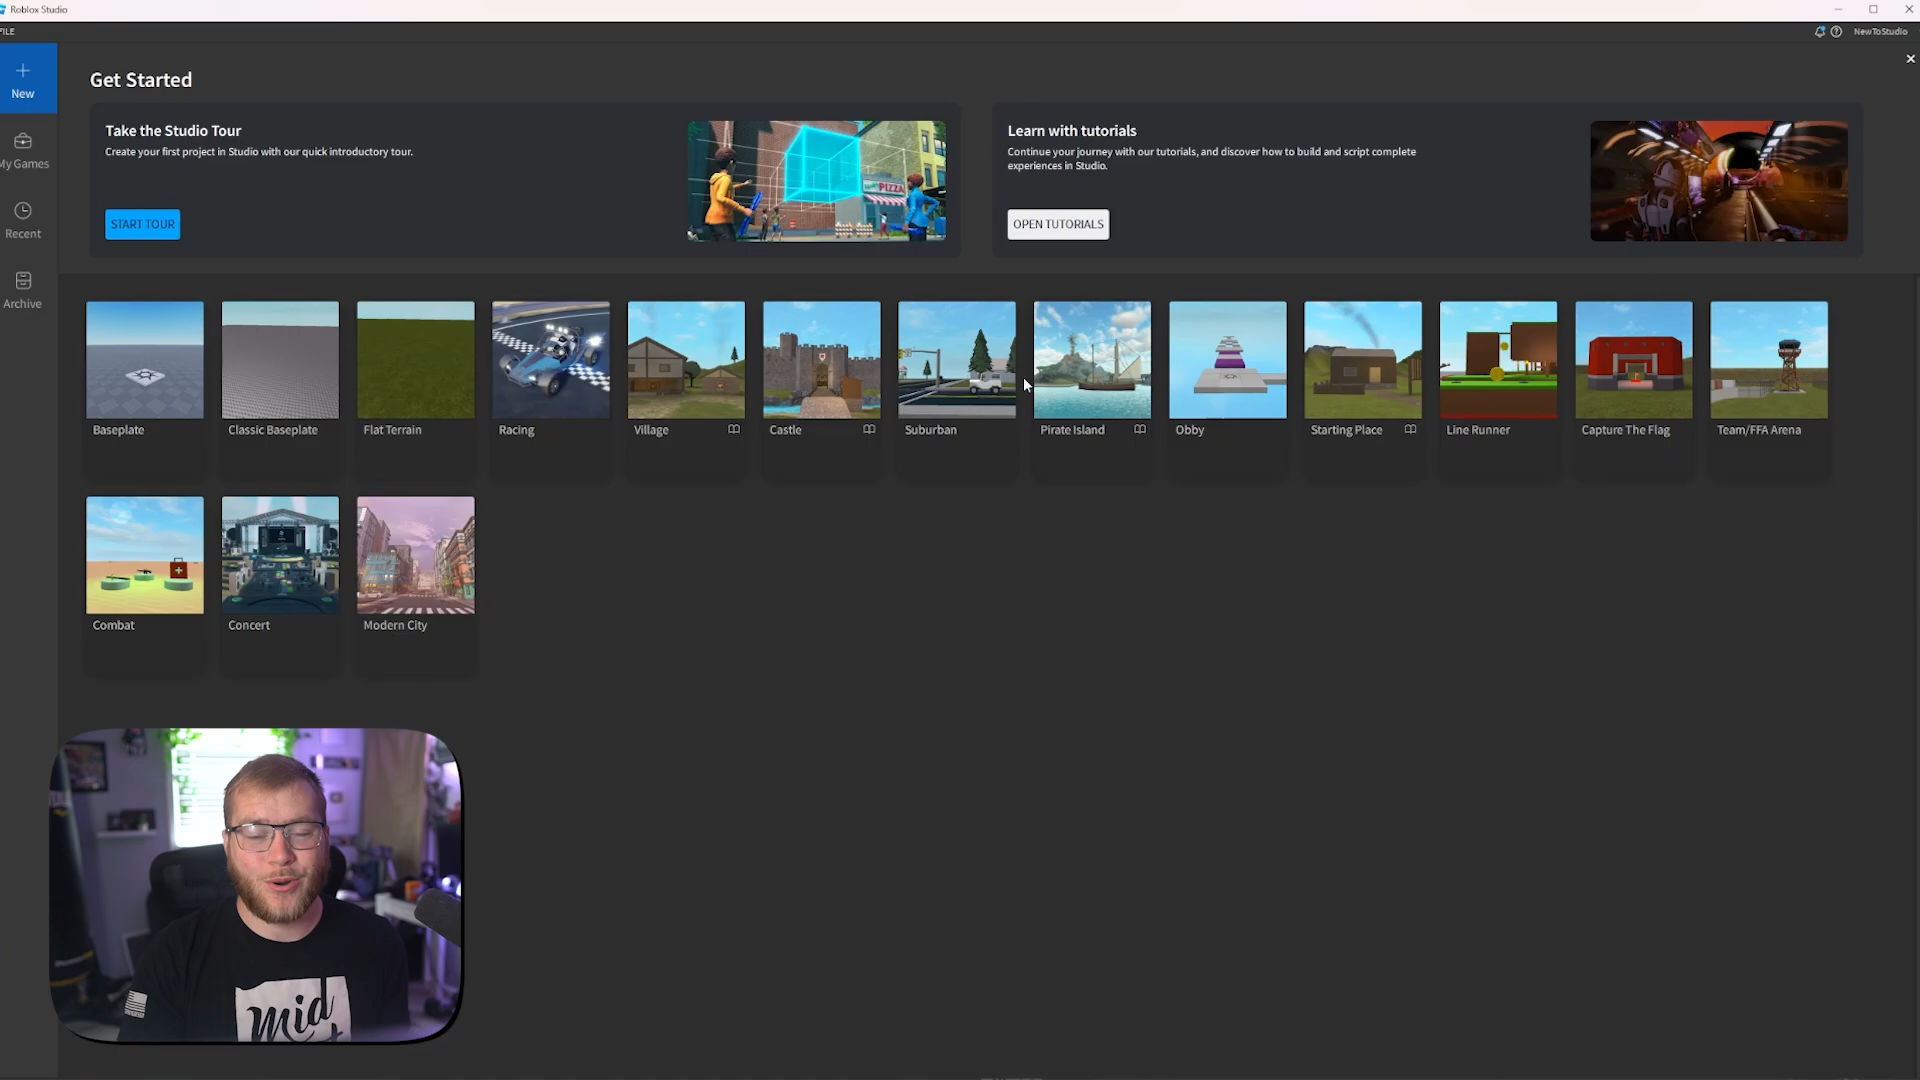 Roblox Studio
FILE
NewToStudio
New
My Games
Recent
Archive
Get Started
Take the Studio Tour
Create your first project in Studio with our quick introductory tour.
START TOUR
PIZZA
Learn with tutorials
Continue your journey with our tutorials, and discover how to build and script complete
experiences in Studio.
OPEN TUTORIALS
Baseplate
Classic Baseplate
Flat Terrain
Racing
Village
Castle
Suburban
Pirate Island
Obby
Starting Place
Line Runner
Capture The Flag
Team/FFA Arena
Combat
Concert
Modern City
Mid